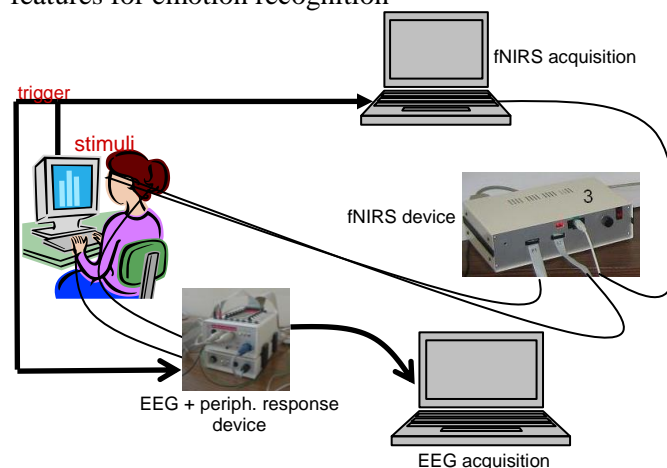 features for emotion recognition
fNIRS acquisition
trigger
stimuli
3
fNIRS device
EEG + periph. response
device
EEG acquisition